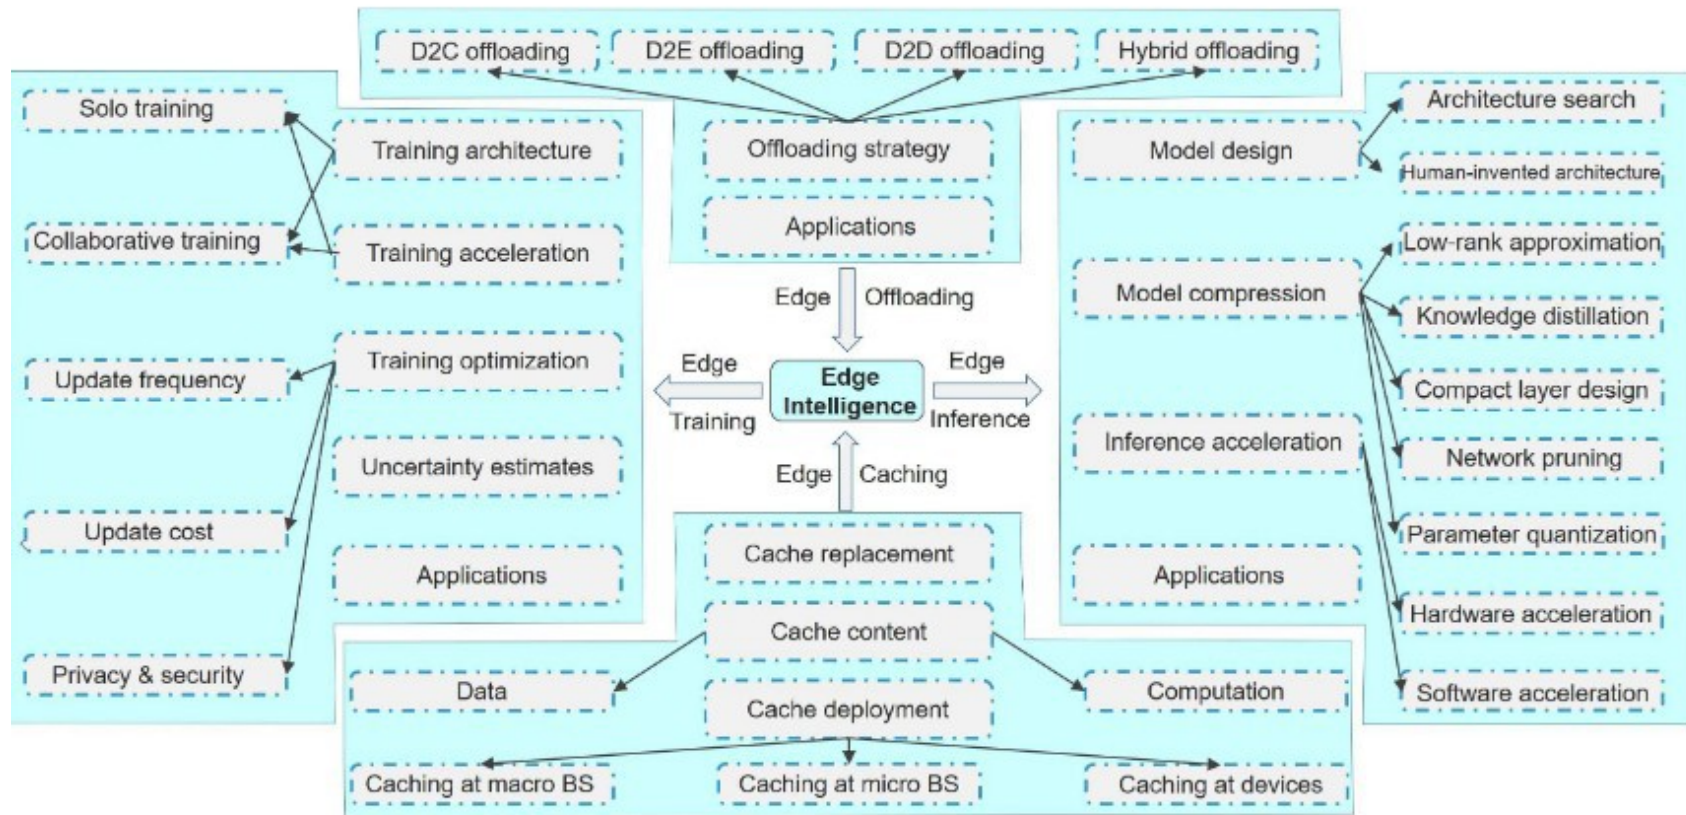 D2C offloading
D2E offloading
D2D offloading
Hybrid offloading
Offloading strategy
Applications
Edge Offloading
Solo training
Collaborative training
Update frequency
Update cost
Privacy & security
Training architecture
Training acceleration
Training optimization
Uncertainty estimates
Applications
Edge
Training
Edge
Intelligence
Edge
Inference
Model design
Model compression
Inference acceleration
Applications
Architecture search
Human-invented architecture
Low-rank approximation
Knowledge distillation
Compact layer design
Network pruning
Parameter quantization
Hardware acceleration
Software acceleration
Edge Caching
Cache replacement
Cache content
Data
Computation
Cache deployment
Caching at macro BS
Caching at micro BS
Caching at devices